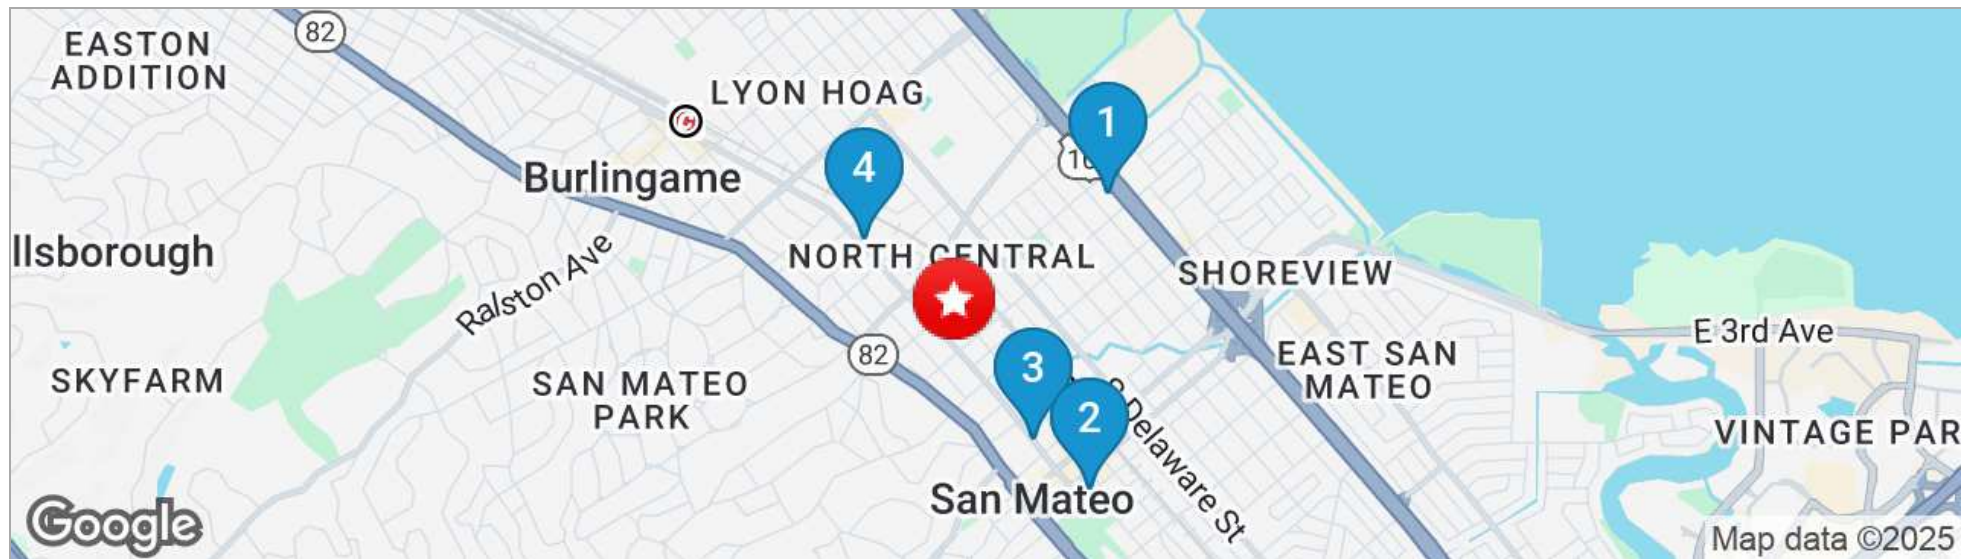 82
EASTON
ADDITION
LYON HOAG
1
4
Burlingame
NORTH CENTRAL
llsborough
Ralston Ave
SHOREVIEW
E 3rd Ave
82
3
EAST SAN
MATEO
SKYFARM
SAN MATEO
PARK
2
S Delaware St
VINTAGE PAR
San Mateo
Google
Map data ©2025